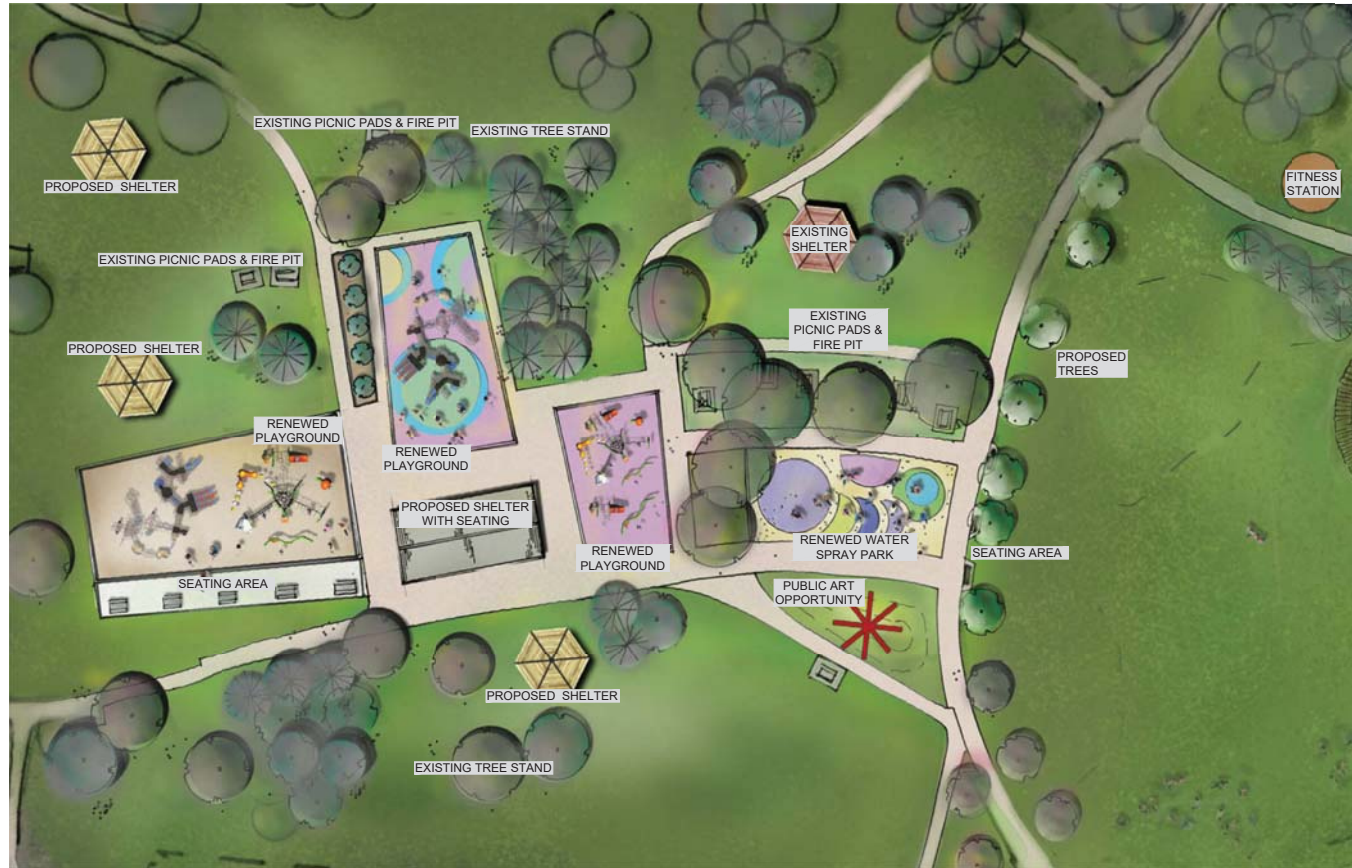 EXISTING PICNIC PADS & FIRE PIT
EXISTING TREE STAND
PROPOSED  SHELTER
FITNESS
STATION
EXISTING
SHELTER
EXISTING PICNIC PADS & FIRE PIT
EXISTING
PICNIC PADS &
FIRE PIT
PROPOSED  SHELTER
PROPOSED
TREES
RENEWED
PLAYGROUND
RENEWED
PLAYGROUND
PROPOSED SHELTER
WITH SEATING
RENEWED WATER
SPRAY PARK
RENEWED
PLAYGROUND
SEATING AREA
SEATING AREA
PUBLIC ART
OPPORTUNITY
PROPOSED  SHELTER
EXISTING TREE STAND